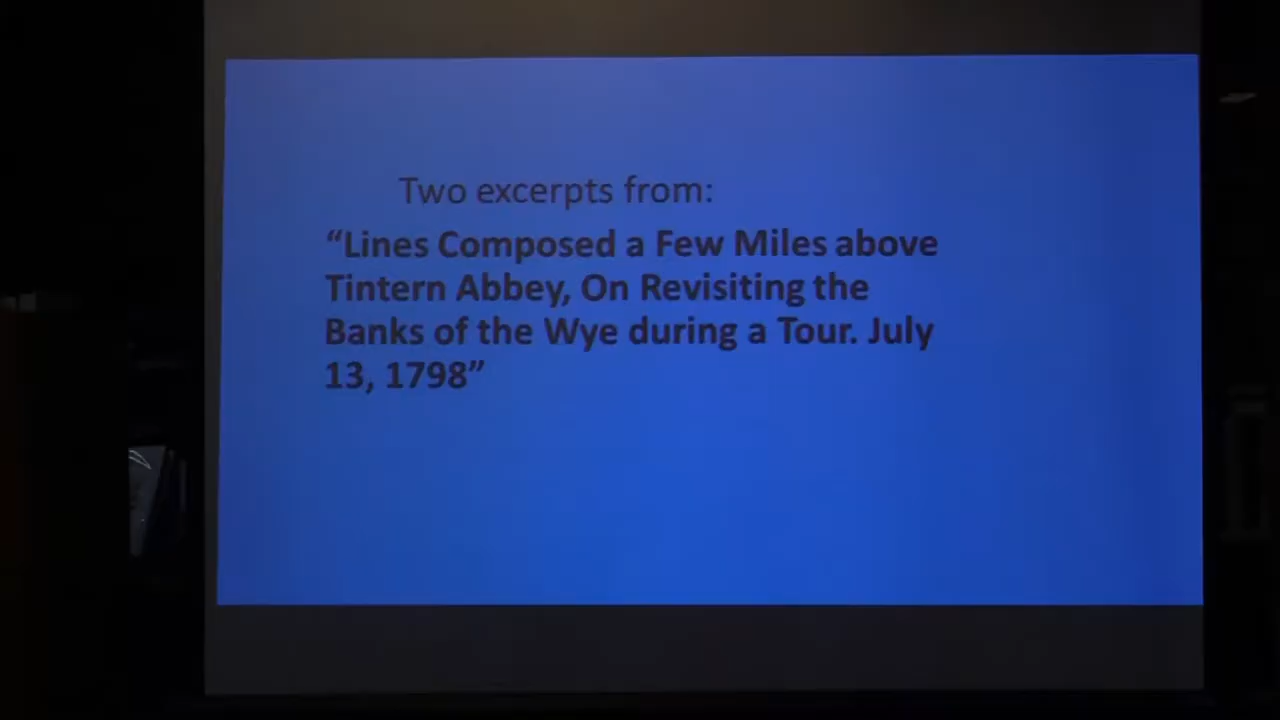 Two excerpts from:
“Lines Composed a Few Miles above
Tintern Abbey, On Revisiting the
Banks of the Wye during a Tour. July
13, 1798”